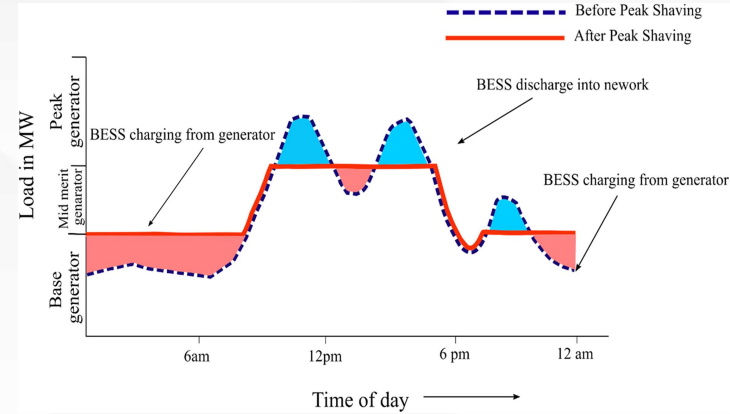 Before Peak Shaving
After Peak Shaving
BESS discharge into nework
BESS charging from generator
BESS charging from generator
Load in MW
Peak
generator
Mid merit
genarator
Base
generator
6am
12pm
6 pm
12 am
Time of day